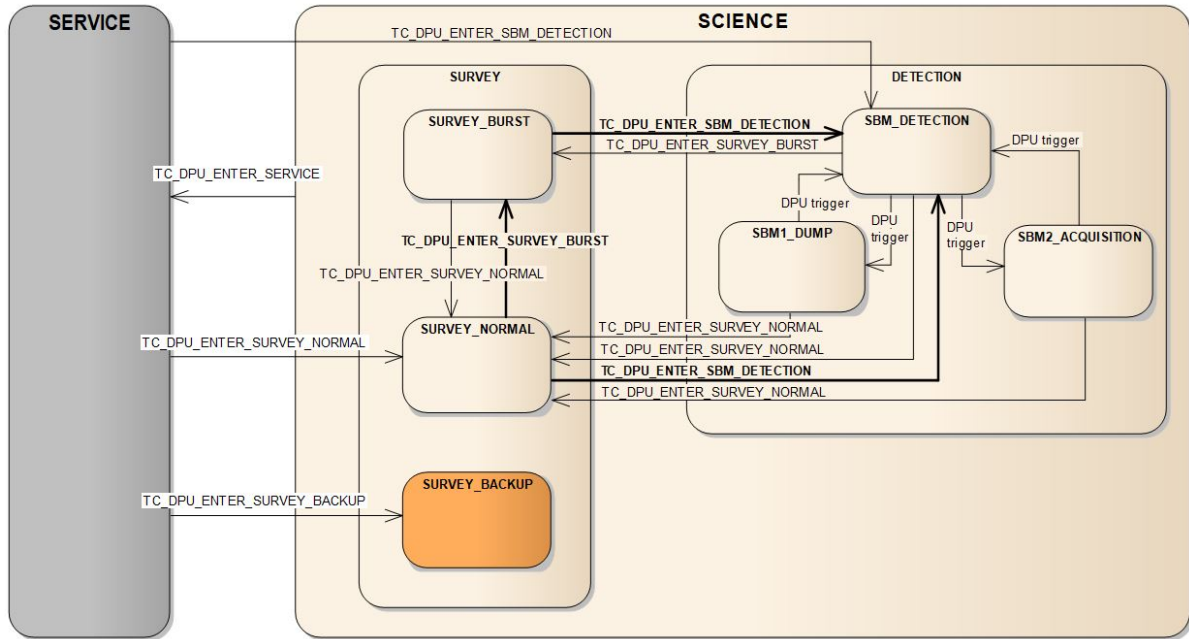 SERVICE
SCIENCE
TC_DPU_ENTER_SBM_DETECTION
SURVEY
DETECTION
SURVEY_BURST
SBM_DETECTION
TC_DPU_ENTER_SBM_DETECTION
TC_DPU_ENTER_SURVEY_BURST
DPU trigger
TC_DPU_ENTER_SERVICE
DPU trigger
DPU
trigger
DPU
trigger
SBM1_DUMP
SBM2_ACQUISITION
TC_DPU_ENTER_SURVEY_BURST
TC_DPU_ENTER_SURVEY_NORMAL
SURVEY_NORMAL
TC_DPU_ENTER_SURVEY_NORMAL
TC_DPU_ENTER_SURVEY_NORMAL
TC_DPU_ENTER_SURVEY_NORMAL
TC_DPU_ENTER_SBM_DETECTION
TC_DPU_ENTER_SURVEY_NORMAL
SURVEY_BACKUP
TC_DPU_ENTER_SURVEY_BACKUP